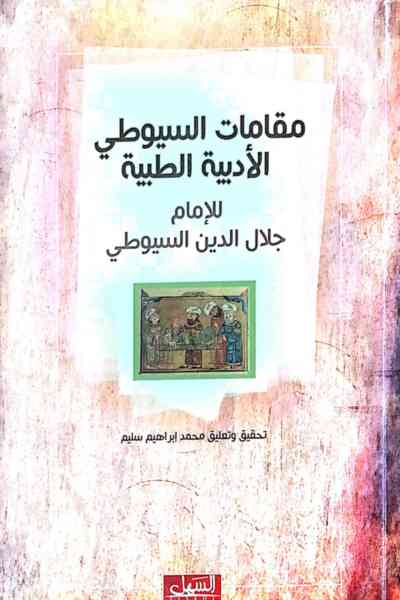 مقامات السيوطي
الأدبية الطبية
للإمام
جلال الدين السيوطي
تحقيق وتعليق محمد إبراهيم سليم